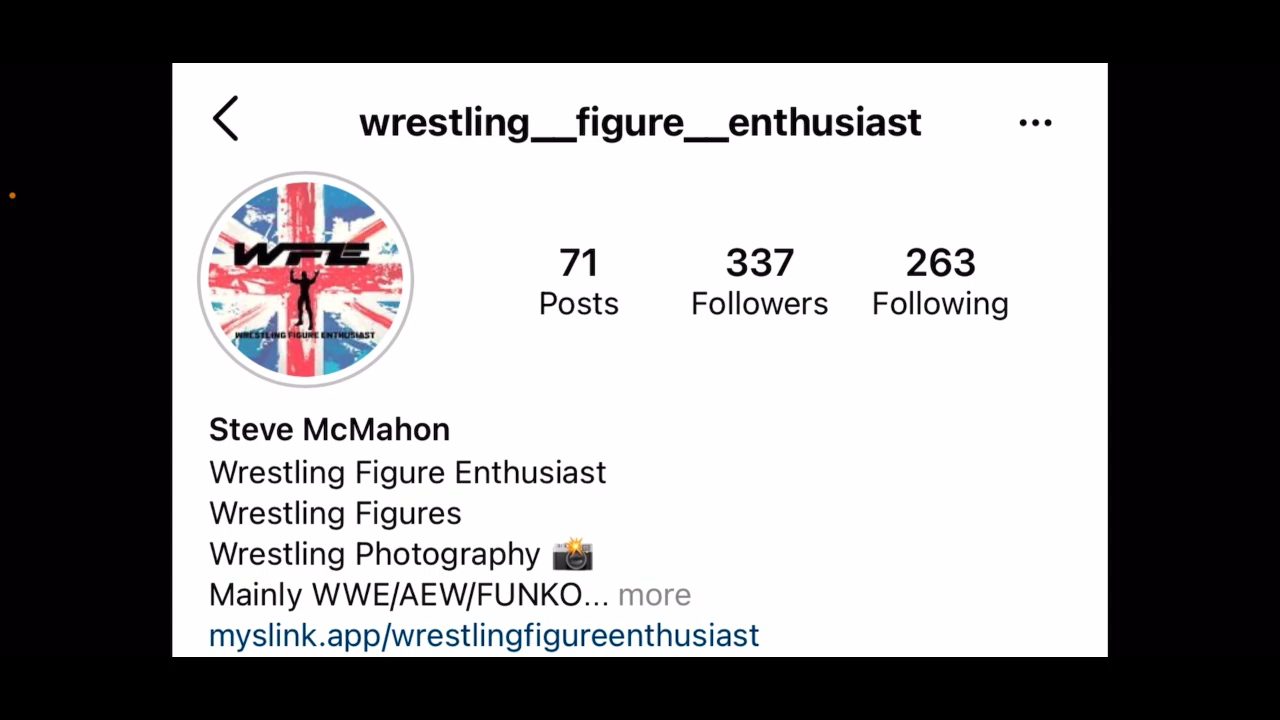 wrestling__figure__enthusiast
WFE
WRESTLING FIGURE ENTHUSIAST
71
Posts
337
Followers
263
Following
Steve McMahon
Wrestling Figure Enthusiast
Wrestling Figures
Wrestling Photography 📸
Mainly WWE/AEW/FUNKO... more
myslink.app/wrestlingfigureenthusiast